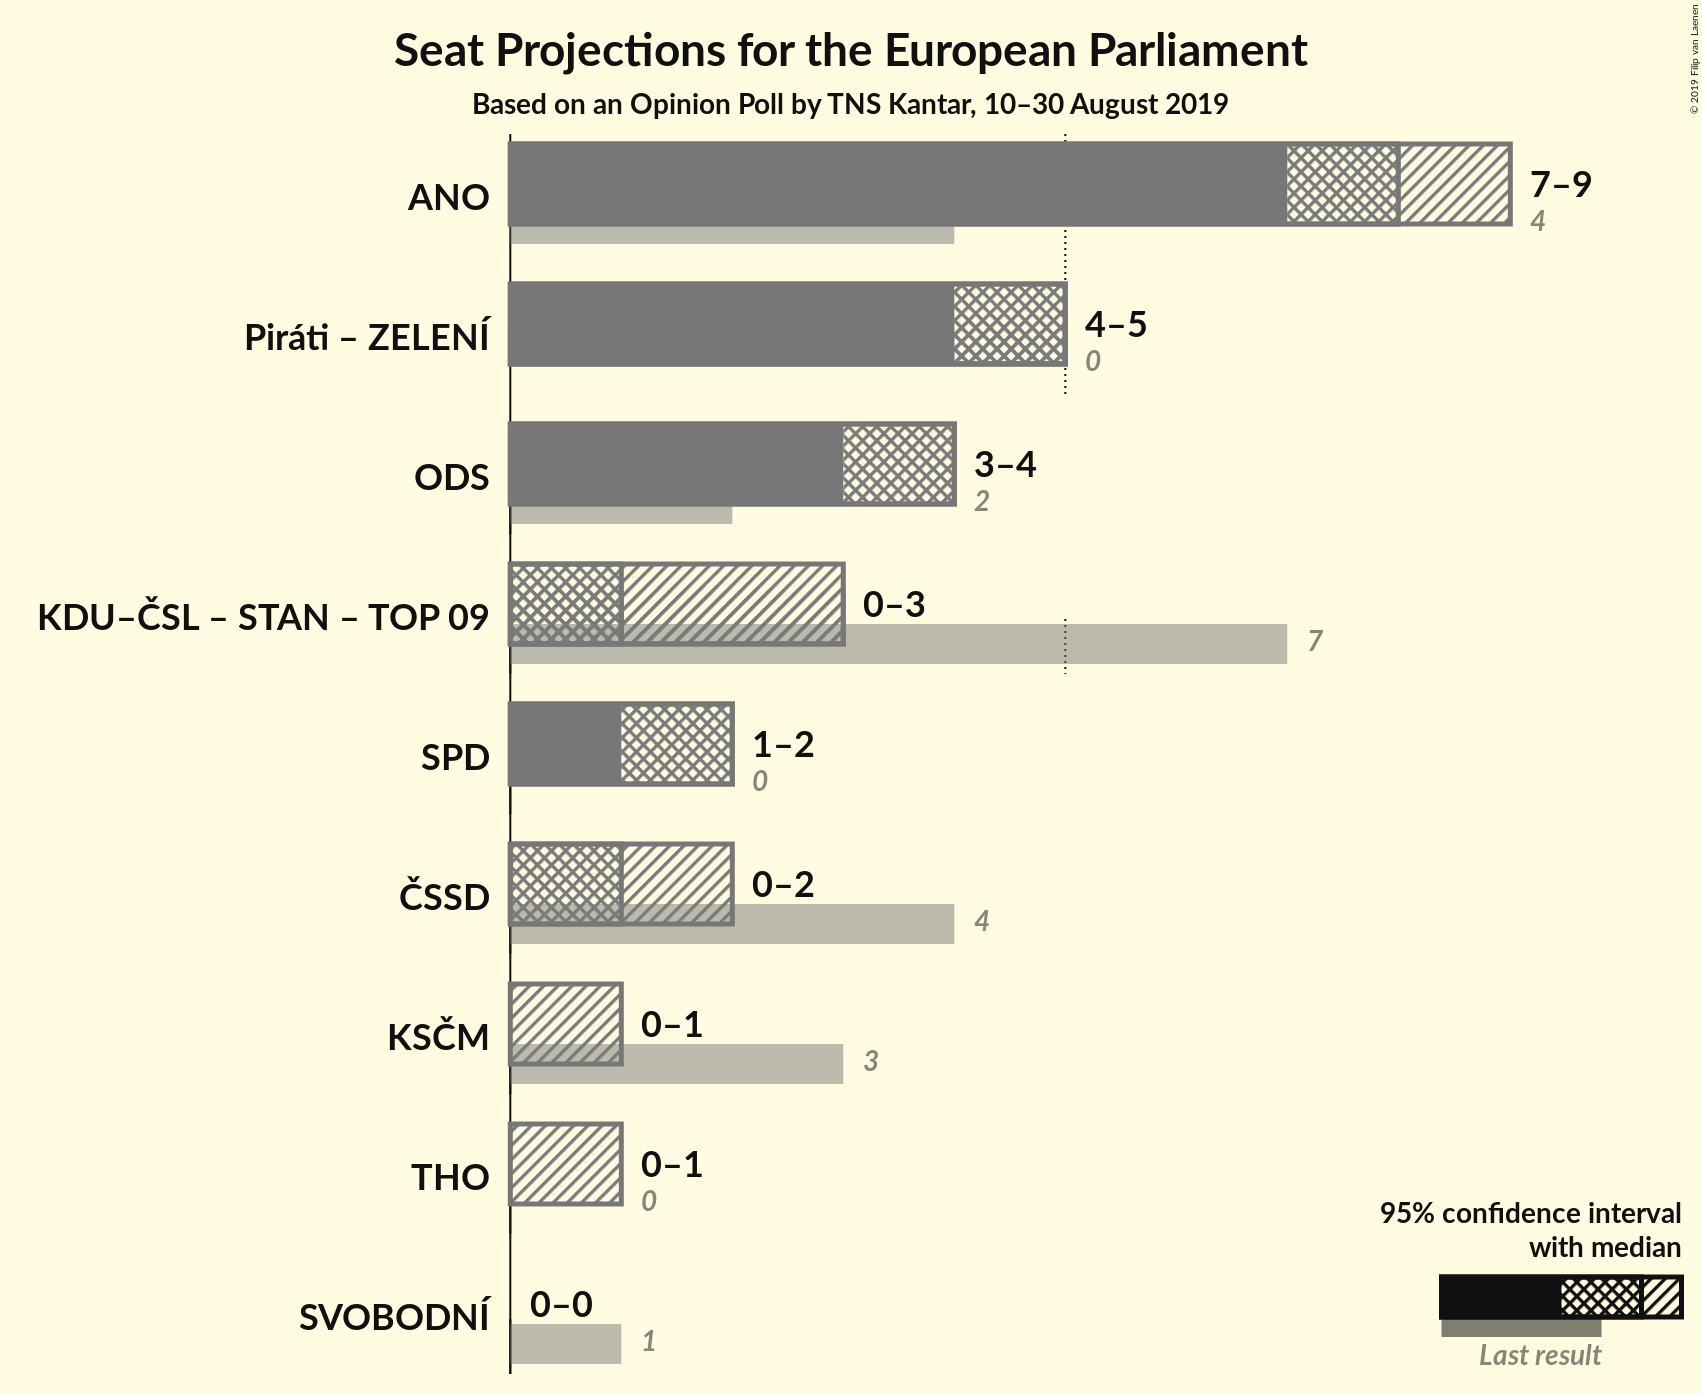 Seat Projections for the European Parliament
Based on an Opinion Poll by TNS Kantar, 10–30 August 2019
© 2019 Filip van Laenen
ANO
7–9
4
Piráti – ZELENÍ
4–5
0
ODS
3–4
2
KDU–ČSL – STAN – TOP 09
0–3
7
SPD
1–2
0
ČSSD
0–2
4
KSČM
0–1
3
THO
0–1
0
SVOBODNÍ
0–0
1
95% confidence interval
with median
Last result